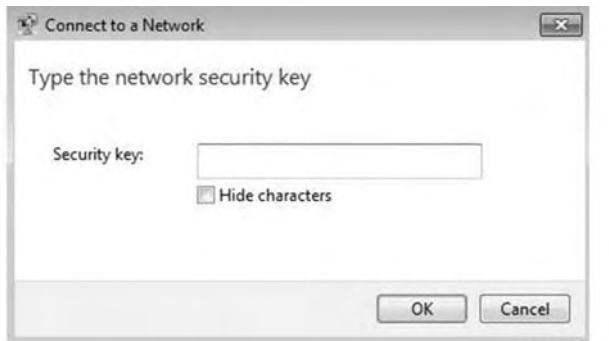 Connect to a Network
Type the network security key
Security key:
Hide characters
OK Cancel